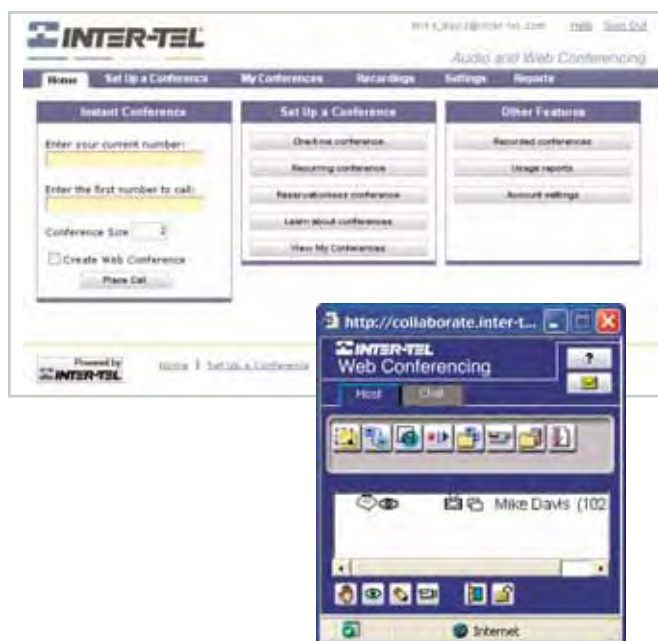 INTER-TEL
Help Sign Out
Audio and Web Conferencing
Home Set Up a Conference My Conferences Recordings Settings Reports
Instant Conference
Enter your current number:
Enter the first number to call:
Conference Size 2
Create Web Conference
Place Call
Set Up a Conference
One-time conference
Recurring conference
Reservationless conference
Learn about conferences
View My Conferences
Other Features
Recorded conferences
Usage reports
Account settings
Powered by
INTER-TEL
Home | Set Up a Conference
http://collaborate.inter-t...
INTER-TEL
Web Conferencing
?
Host Chat
Mike Davis (102
Internet